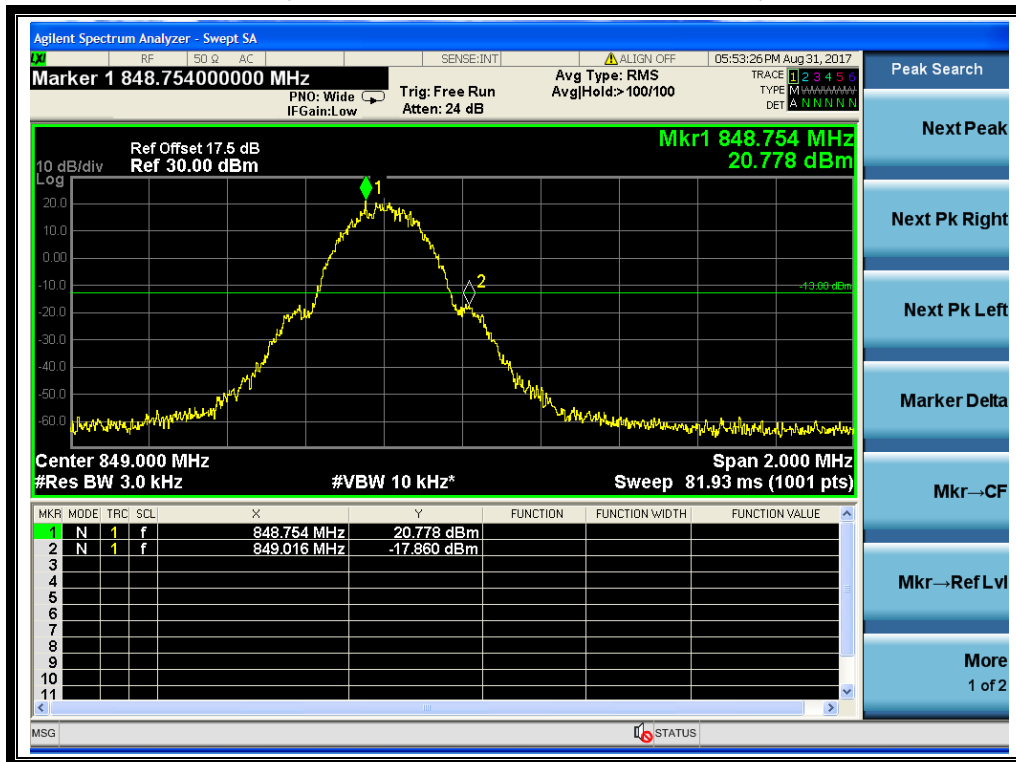 Agilent Spectrum Analyzer - Swept SA
LXI RF 50 Ω AC SENSE:INT ALIGN OFF 05:53:26 PM Aug 31, 2017
Marker 1 848.754000000 MHz
PNO: Wide
IFGain:Low
Trig: Free Run
Atten: 24 dB
Avg Type: RMS
Avg|Hold:> 100/100
TRACE 1 2 3 4 5 6
TYPE M
DET A N N N N N
Mkr1 848.754 MHz
20.778 dBm
Ref Offset 17.5 dB
10 dB/div Ref 30.00 dBm
Log
20.0
10.0
0.00
-10.0
-20.0
-30.0
-40.0
-50.0
-60.0
1
2
-13.00 dBm
Center 849.000 MHz Span 2.000 MHz
#Res BW 3.0 kHz #VBW 10 kHz* Sweep 81.93 ms (1001 pts)
MKR MODE TRC SCL X Y FUNCTION FUNCTION WIDTH FUNCTION VALUE
1 N 1 f 848.754 MHz 20.778 dBm
2 N 1 f 849.016 MHz -17.860 dBm
3
4
5
6
7
8
9
10
11
MSG STATUS
Peak Search
Next Peak
Next Pk Right
Next Pk Left
Marker Delta
Mkr→CF
Mkr→Ref Lvl
More
1 of 2